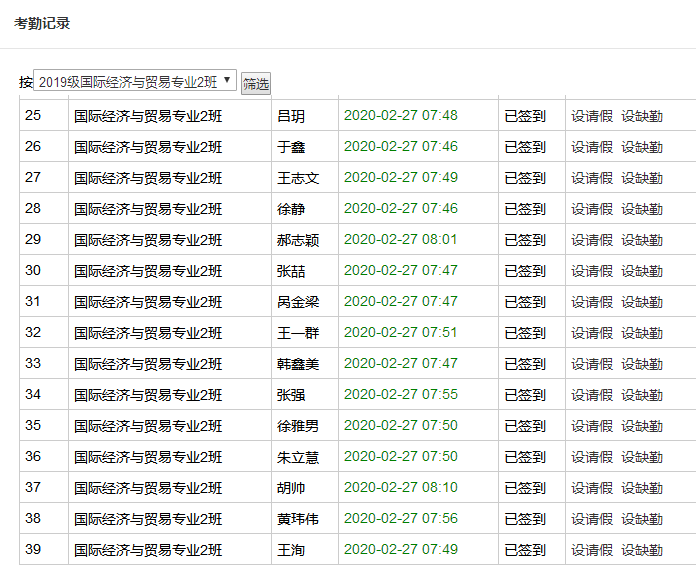 考勤记录
按 2019级国际经济与贸易专业2班 筛选
25 国际经济与贸易专业2班 吕玥 2020-02-27 07:48 已签到 设请假 设缺勤
26 国际经济与贸易专业2班 于鑫 2020-02-27 07:46 已签到 设请假 设缺勤
27 国际经济与贸易专业2班 王志文 2020-02-27 07:49 已签到 设请假 设缺勤
28 国际经济与贸易专业2班 徐静 2020-02-27 07:46 已签到 设请假 设缺勤
29 国际经济与贸易专业2班 郝志颖 2020-02-27 08:01 已签到 设请假 设缺勤
30 国际经济与贸易专业2班 张喆 2020-02-27 07:47 已签到 设请假 设缺勤
31 国际经济与贸易专业2班 呙金梁 2020-02-27 07:47 已签到 设请假 设缺勤
32 国际经济与贸易专业2班 王一群 2020-02-27 07:51 已签到 设请假 设缺勤
33 国际经济与贸易专业2班 韩鑫美 2020-02-27 07:47 已签到 设请假 设缺勤
34 国际经济与贸易专业2班 张强 2020-02-27 07:55 已签到 设请假 设缺勤
35 国际经济与贸易专业2班 徐雅男 2020-02-27 07:50 已签到 设请假 设缺勤
36 国际经济与贸易专业2班 朱立慧 2020-02-27 07:50 已签到 设请假 设缺勤
37 国际经济与贸易专业2班 胡帅 2020-02-27 08:10 已签到 设请假 设缺勤
38 国际经济与贸易专业2班 黄玮伟 2020-02-27 07:56 已签到 设请假 设缺勤
39 国际经济与贸易专业2班 王洵 2020-02-27 07:49 已签到 设请假 设缺勤